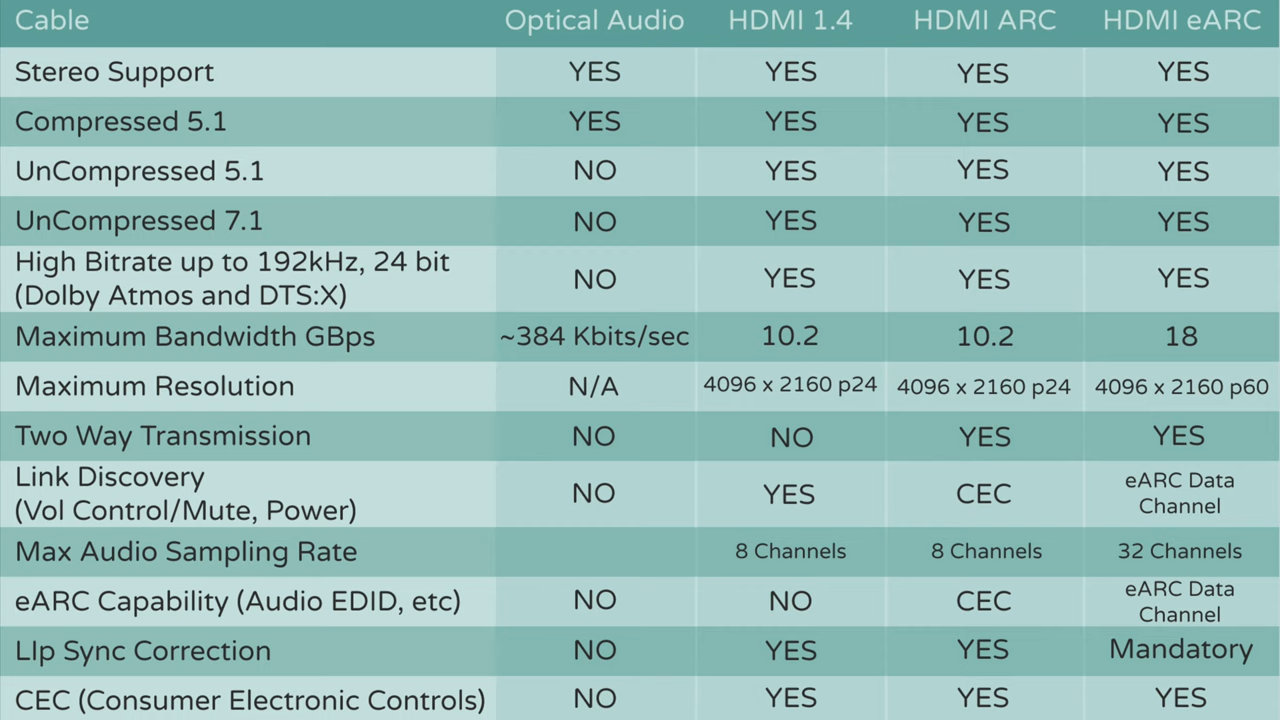 Cable Optical Audio HDMI 1.4 HDMI ARC HDMI eARC
Stereo Support YES YES YES YES
Compressed 5.1 YES YES YES YES
UnCompressed 5.1 NO YES YES YES
UnCompressed 7.1 NO YES YES YES
High Bitrate up to 192kHz, 24 bit
(Dolby Atmos and DTS:X) NO YES YES YES
Maximum Bandwidth GBps ~384 Kbits/sec 10.2 10.2 18
Maximum Resolution N/A 4096 x 2160 p24 4096 x 2160 p24 4096 x 2160 p60
Two Way Transmission NO NO YES YES
Link Discovery
(Vol Control/Mute, Power) NO YES CEC eARC Data
Channel
Max Audio Sampling Rate 8 Channels 8 Channels 32 Channels
eARC Capability (Audio EDID, etc) NO NO CEC eARC Data
Channel
LIp Sync Correction NO YES YES Mandatory
CEC (Consumer Electronic Controls) NO YES YES YES